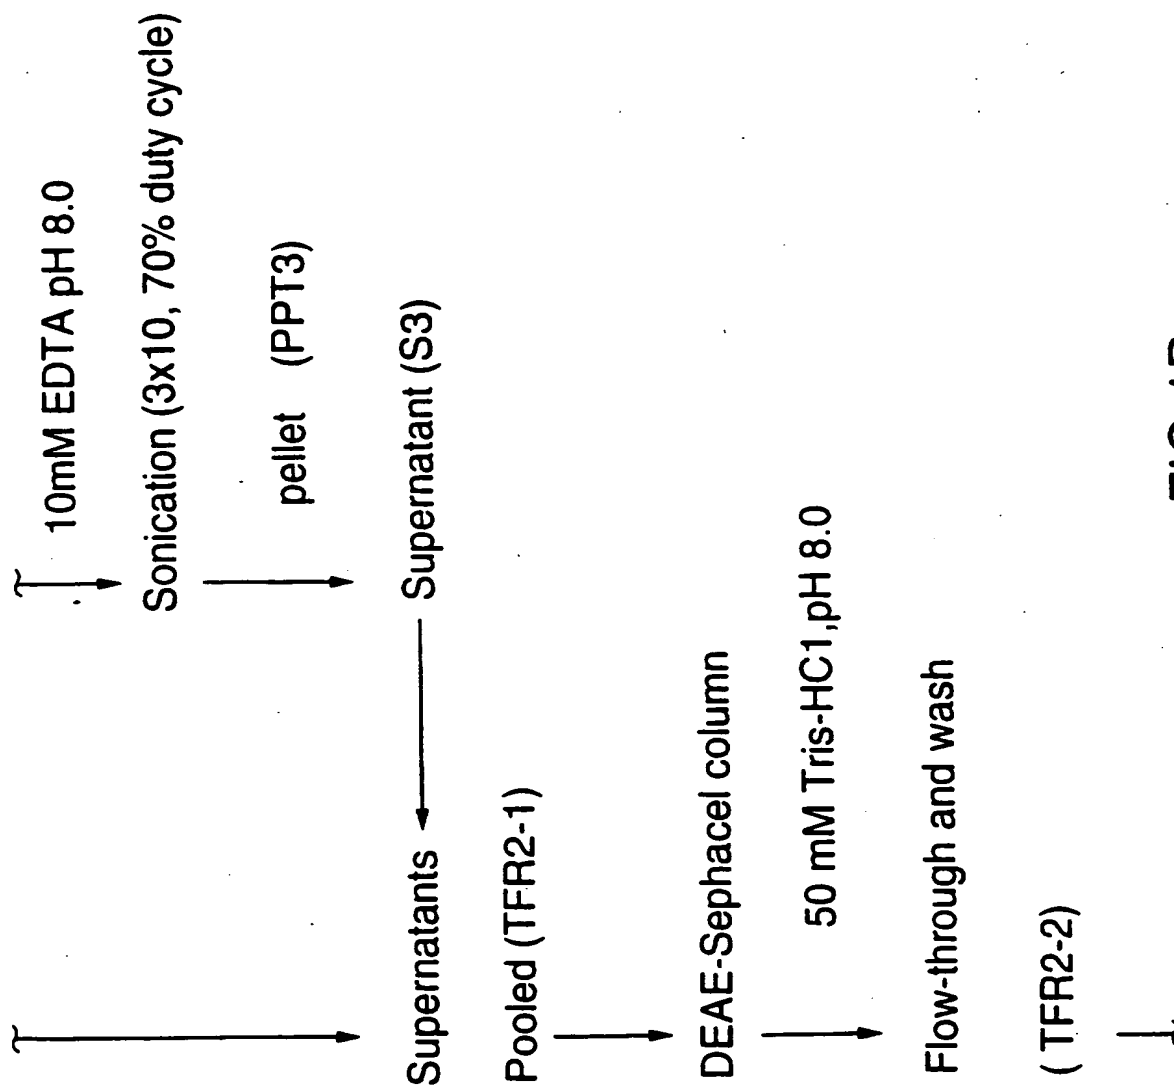 10mM EDTA pH 8.0
Sonication (3x10, 70% duty cycle)
pellet (PPT3)
Supernatants
Supernatant (S3)
Pooled (TFR2-1)
DEAE-Sephacel column
50 mM Tris-HC1,pH 8.0
Flow-through and wash
( TFR2-2)